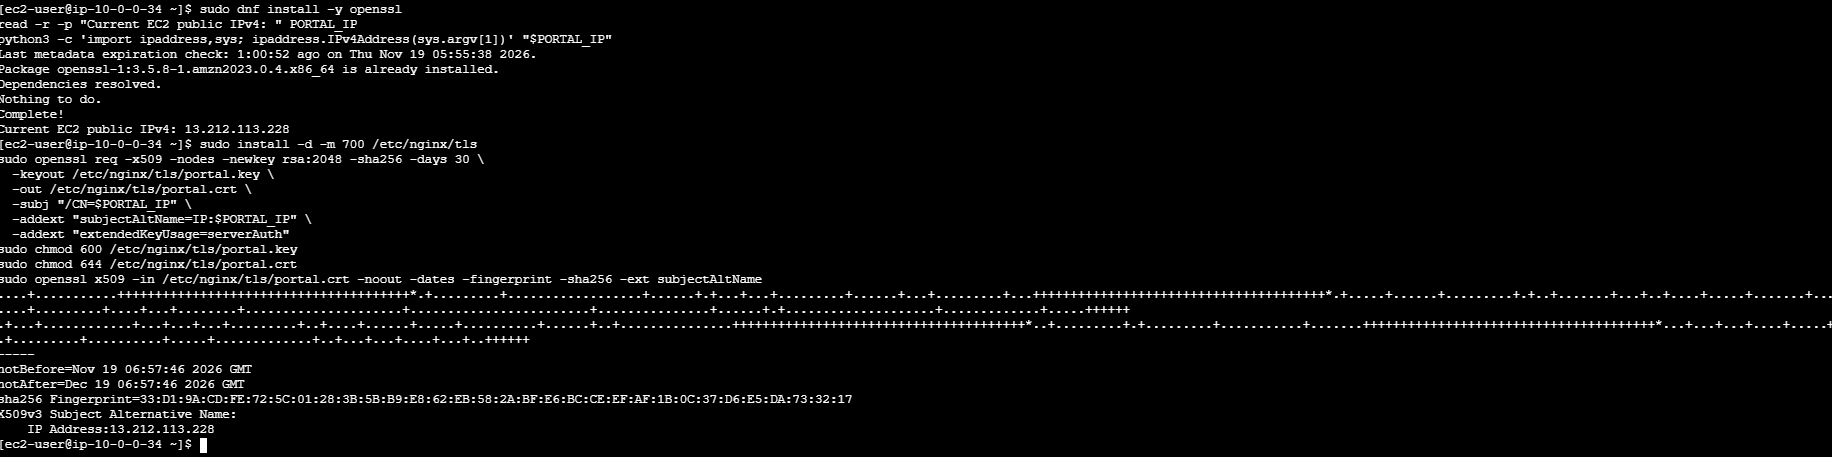 [ec2-user@ip-10-0-0-34 ~]$ sudo dnf install -y openssl
read -r -p "Current EC2 public IPv4: " PORTAL_IP
python3 -c 'import ipaddress,sys; ipaddress.IPv4Address(sys.argv[1])' "$PORTAL_IP"
Last metadata expiration check: 1:00:52 ago on Thu Nov 19 05:55:38 2026.
Package openssl-1:3.5.8-1.amzn2023.0.4.x86_64 is already installed.
Dependencies resolved.
Nothing to do.
Complete!
Current EC2 public IPv4: 13.212.113.228
[ec2-user@ip-10-0-0-34 ~]$ sudo install -d -m 700 /etc/nginx/tls
sudo openssl req -x509 -nodes -newkey rsa:2048 -sha256 -days 30 \
  -keyout /etc/nginx/tls/portal.key \
  -out /etc/nginx/tls/portal.crt \
  -subj "/CN=$PORTAL_IP" \
  -addext "subjectAltName=IP:$PORTAL_IP" \
  -addext "extendedKeyUsage=serverAuth"
sudo chmod 600 /etc/nginx/tls/portal.key
sudo chmod 644 /etc/nginx/tls/portal.crt
sudo openssl x509 -in /etc/nginx/tls/portal.crt -noout -dates -fingerprint -sha256 -ext subjectAltName
-----
notBefore=Nov 19 06:57:46 2026 GMT
notAfter=Dec 19 06:57:46 2026 GMT
sha256 Fingerprint=33:D1:9A:CD:FE:72:5C:01:28:3B:5B:B9:E8:62:EB:58:2A:BF:E6:BC:CE:EF:AF:1B:0C:37:D6:E5:DA:73:32:17
X509v3 Subject Alternative Name:
    IP Address:13.212.113.228
[ec2-user@ip-10-0-0-34 ~]$